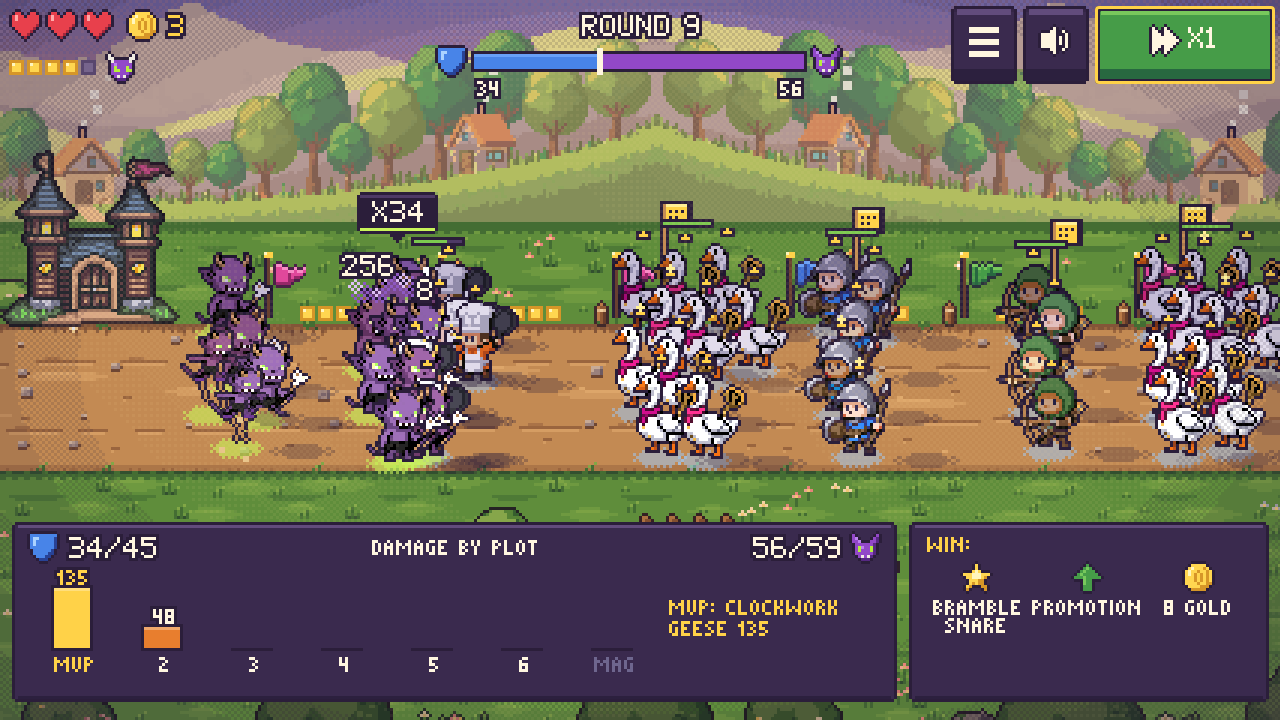 3
ROUND 9
X1
34
56
X34
256
8
34/45
DAMAGE BY PLOT
56/59
135
48
MVP
2
3
4
5
6
MAG
MVP: CLOCKWORK
GEESE 135
WIN:
BRAMBLE
SNARE
PROMOTION
8 GOLD